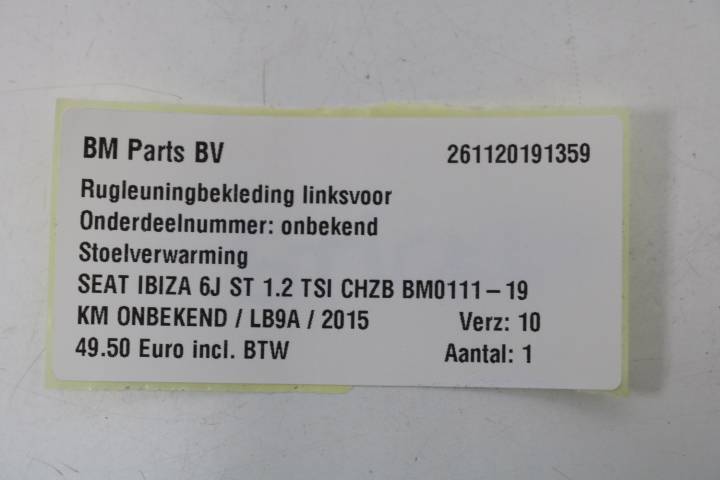 BM Parts BV 261120191359
Rugleuningbekleding linksvoor
Onderdeelnummer: onbekend
Stoelverwarming
SEAT IBIZA 6J ST 1.2 TSI CHZB BM0111-19
KM ONBEKEND / LB9A / 2015 Verz: 10
49.50 Euro incl. BTW Aantal: 1